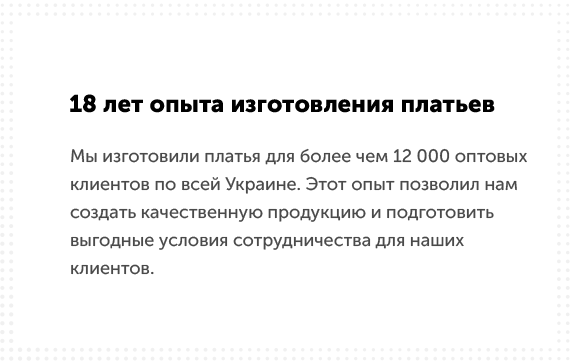 18 лет опыта изготовления платьев
Мы изготовили платья для более чем 12 000 оптовых
клиентов по всей Украине. Этот опыт позволил нам
создать качественную продукцию и подготовить
выгодные условия сотрудничества для наших
клиентов.